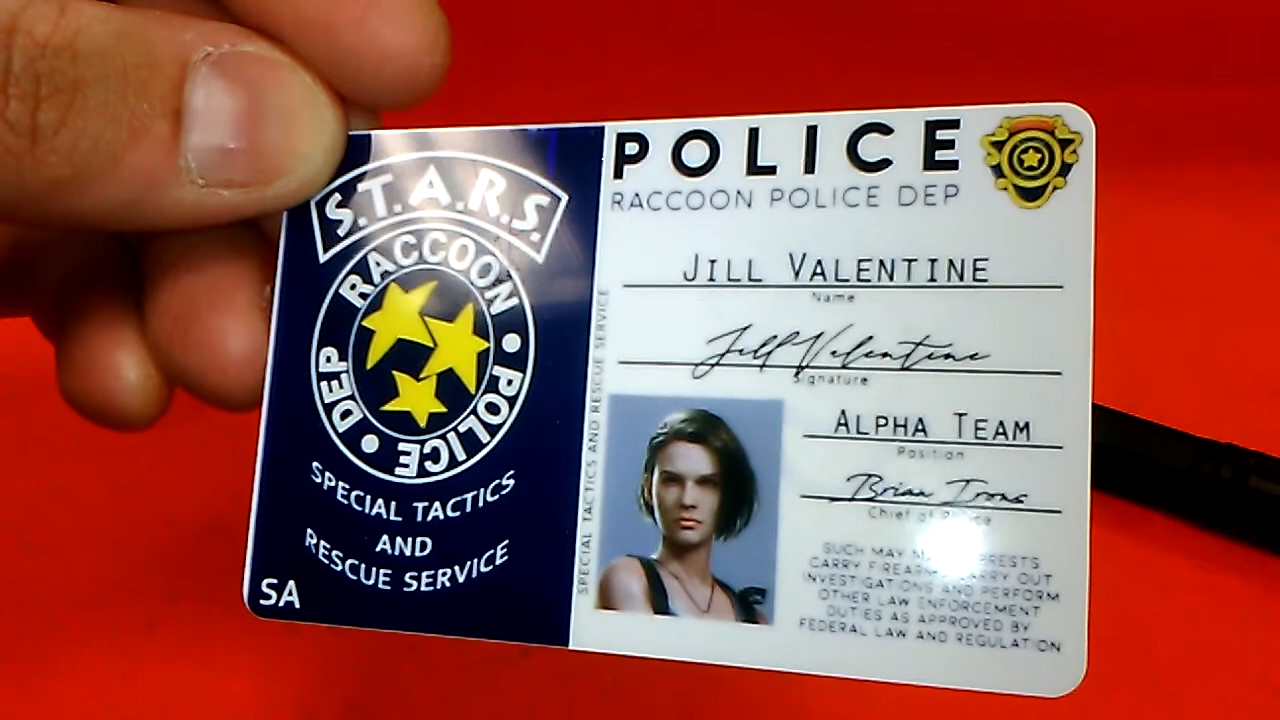 S.T.A.R.S.
RACCOON • POLICE • DEP
SPECIAL TACTICS
AND
RESCUE SERVICE
SA
SPECIAL TACTICS AND RESCUE SERVICE
POLICE
RACCOON POLICE DEP
JILL VALENTINE
Name
Jill Valentine
Signature
ALPHA TEAM
Position
Brian Irons
Chief of
SUCH MAY
CARRY OUT
INVESTIGATIONS AND PERFORM
OTHER LAW ENFORCEMENT
DUTIES AS APPROVED BY
FEDERAL LAW AND REGULATION